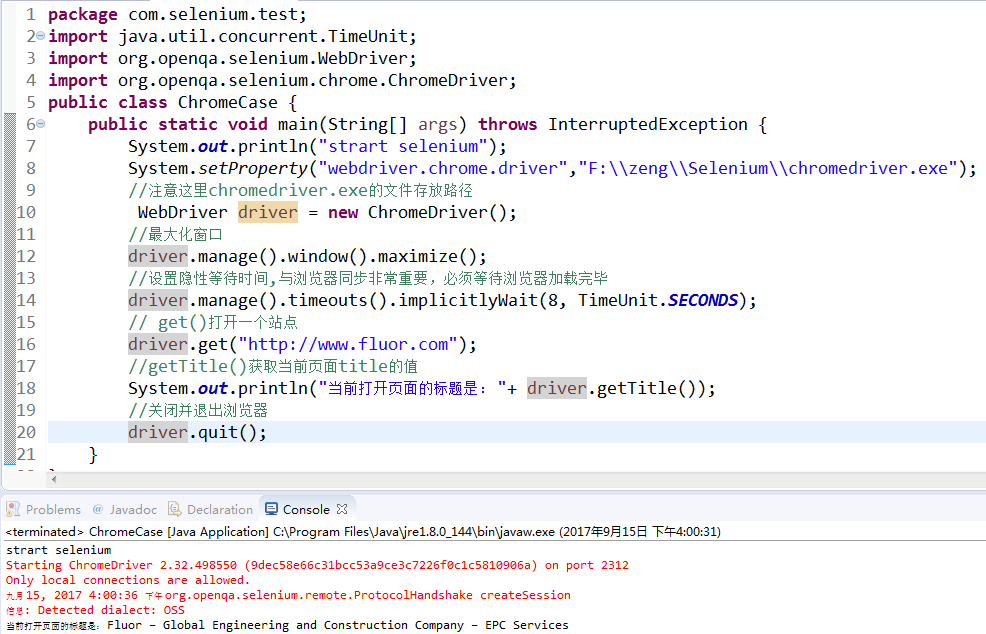 1 package com.selenium.test;
2 import java.util.concurrent.TimeUnit;
3 import org.openqa.selenium.WebDriver;
4 import org.openqa.selenium.chrome.ChromeDriver;
5 public class ChromeCase {
6 public static void main(String[] args) throws InterruptedException {
7 System.out.println("strart selenium");
8 System.setProperty("webdriver.chrome.driver","F:\\zeng\\Selenium\\chromedriver.exe");
9 //注意这里chromedriver.exe的文件存放路径
10 WebDriver driver = new ChromeDriver();
11 //最大化窗口
12 driver.manage().window().maximize();
13 //设置隐性等待时间,与浏览器同步非常重要，必须等待浏览器加载完毕
14 driver.manage().timeouts().implicitlyWait(8, TimeUnit.SECONDS);
15 // get()打开一个站点
16 driver.get("http://www.fluor.com");
17 //getTitle()获取当前页面title的值
18 System.out.println("当前打开页面的标题是："+ driver.getTitle());
19 //关闭并退出浏览器
20 driver.quit();
21 }
Problems @ Javadoc Declaration Console
<terminated> ChromeCase [Java Application] C:\Program Files\Java\jre1.8.0_144\bin\javaw.exe (2017年9月15日 下午4:00:31)
strart selenium
Starting ChromeDriver 2.32.498550 (9dec58e66c31bcc53a9ce3c7226f0c1c5810906a) on port 2312
Only local connections are allowed.
九月 15, 2017 4:00:36 下午 org.openqa.selenium.remote.ProtocolHandshake createSession
信息: Detected dialect: OSS
当前打开页面的标题是：Fluor - Global Engineering and Construction Company - EPC Services